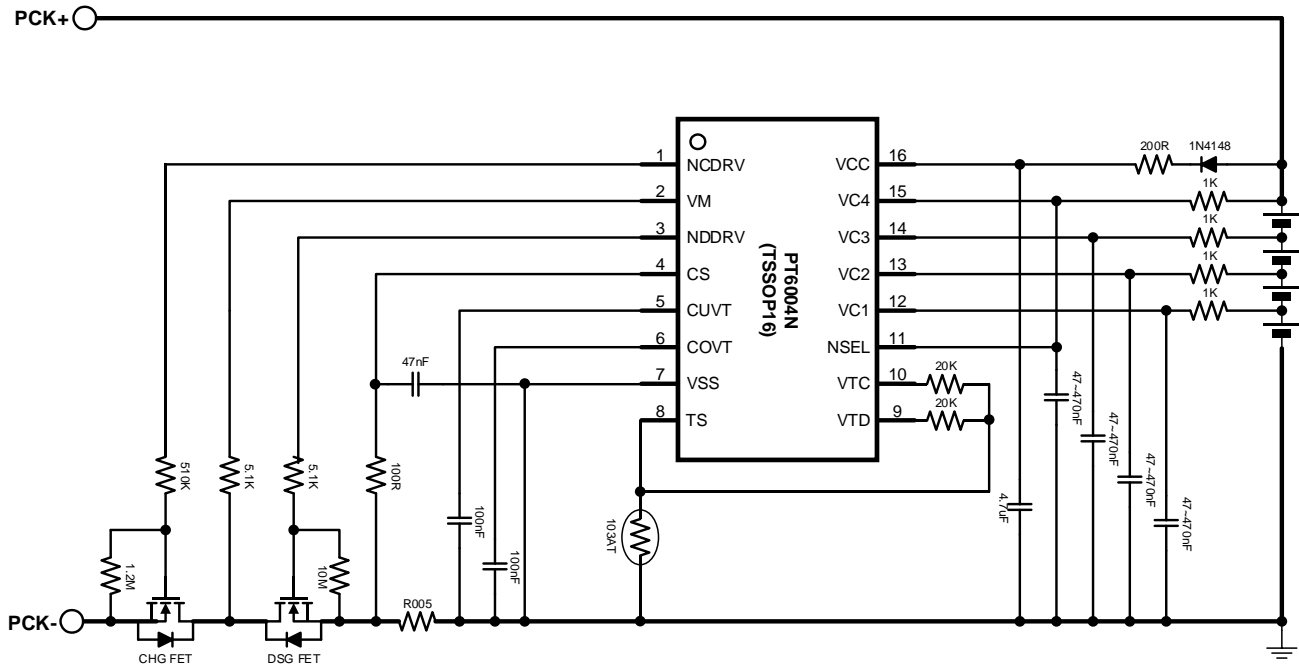 PCK+
1 NCDRV VCC 16 200R 1N4148
2 VM VC4 15 1K
3 NDDRV VC3 14 1K
4 CS VC2 13 1K
5 CUVT VC1 12 1K
6 COVT NSEL 11
47nF 7 VSS VTC 10 20K
8 TS VTD 9 20K
PT6004N
(TSSOP16)
510K
5.1K
5.1K
100R
100nF
100nF
103AT
4.7uF
47~470nF
47~470nF
47~470nF
47~470nF
1.2M
10M
R005
PCK-
CHG FET
DSG FET